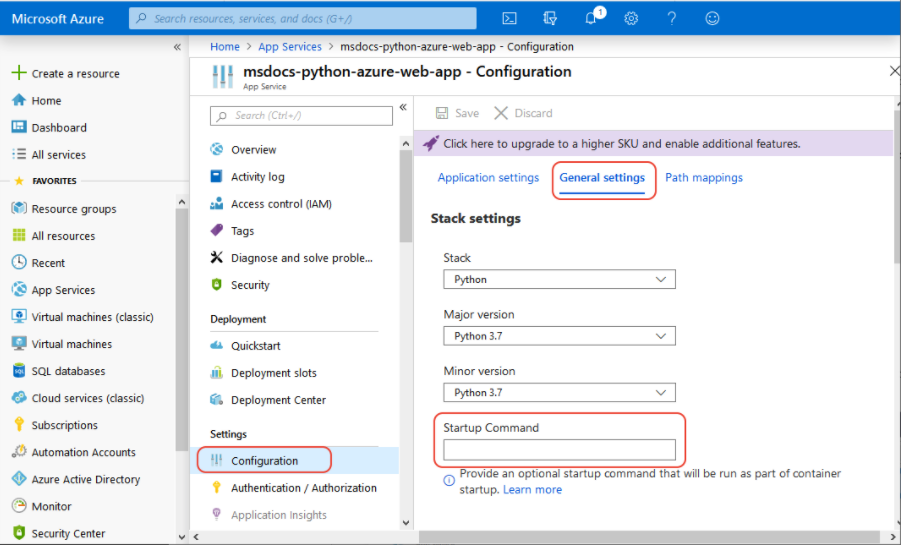 Microsoft Azure
Search resources, services, and docs (G+/)
1
«
Create a resource
Home
Dashboard
All services
FAVORITES
Resource groups
All resources
Recent
App Services
Virtual machines (classic)
Virtual machines
SQL databases
Cloud services (classic)
Subscriptions
Automation Accounts
Azure Active Directory
Monitor
Security Center
Home > App Services > msdocs-python-azure-web-app - Configuration
msdocs-python-azure-web-app - Configuration
App Service
Search (Ctrl+/)
«
Overview
Activity log
Access control (IAM)
Tags
Diagnose and solve proble...
Security
Deployment
Quickstart
Deployment slots
Deployment Center
Settings
Configuration
Authentication / Authorization
Application Insights
Save Discard
Click here to upgrade to a higher SKU and enable additional features.
Application settings General settings Path mappings
Stack settings
Stack
Python
Major version
Python 3.7
Minor version
Python 3.7
Startup Command
Provide an optional startup command that will be run as part of container
startup. Learn more